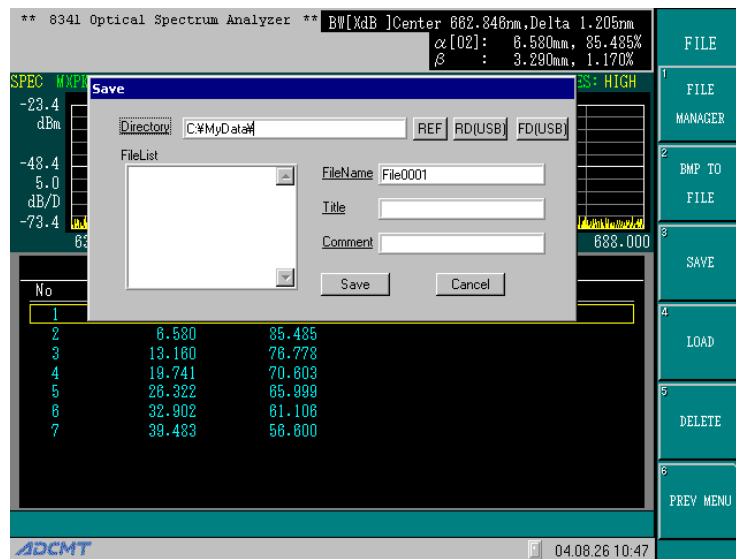 ** 8341 Optical Spectrum Analyzer **
BW[XdB ]Center 662.846nm,Delta 1.205nm
α[02]: 6.580mm, 85.485%
β : 3.290mm, 1.170%
FILE
SPEC MXPK
ES: HIGH
Save
-23.4
dBm
-48.4
5.0
dB/D
-73.4
688.000
Directory C:¥MyData¥
REF RD(USB) FD(USB)
FileList
FileName File0001
Title
Comment
Save Cancel
No
1
2 6.580 85.485
3 13.160 76.778
4 19.741 70.603
5 26.322 65.999
6 32.902 61.106
7 39.483 56.600
1
FILE
MANAGER
2
BMP TO
FILE
3
SAVE
4
LOAD
5
DELETE
6
PREV MENU
ADCMT
04.08.26 10:47